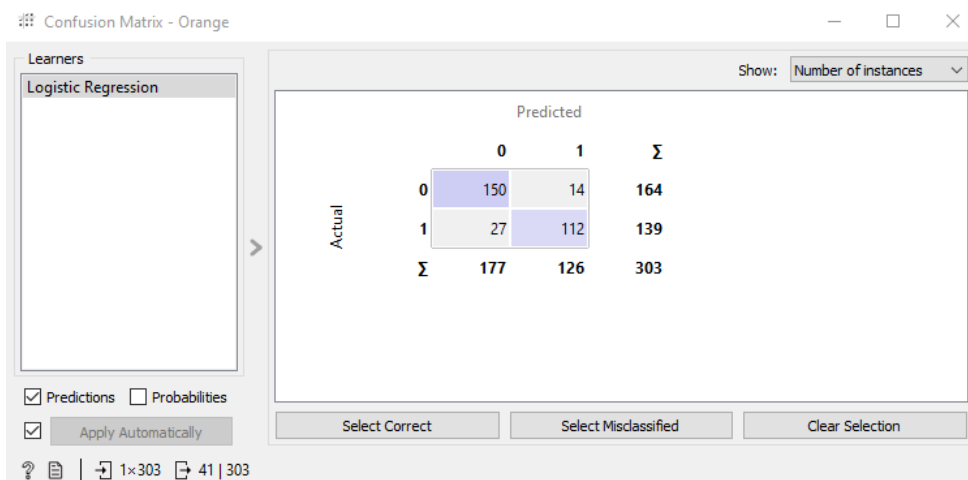 Confusion Matrix - Orange
Learners
Logistic Regression
Show: Number of instances
Predicted
0 1 Σ
0 150 14 164
Actual
1 27 112 139
Σ 177 126 303
Predictions Probabilities
Apply Automatically
Select Correct Select Misclassified Clear Selection
? 1×303 41 | 303